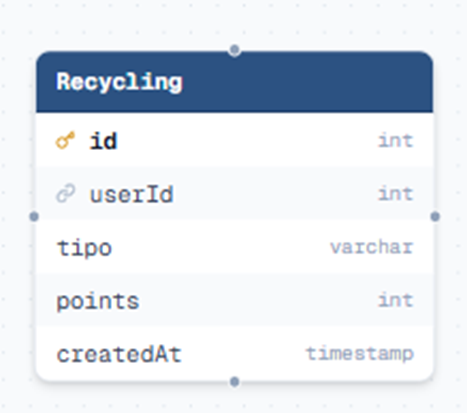 Recycling
id int
userId int
tipo varchar
points int
createdAt timestamp